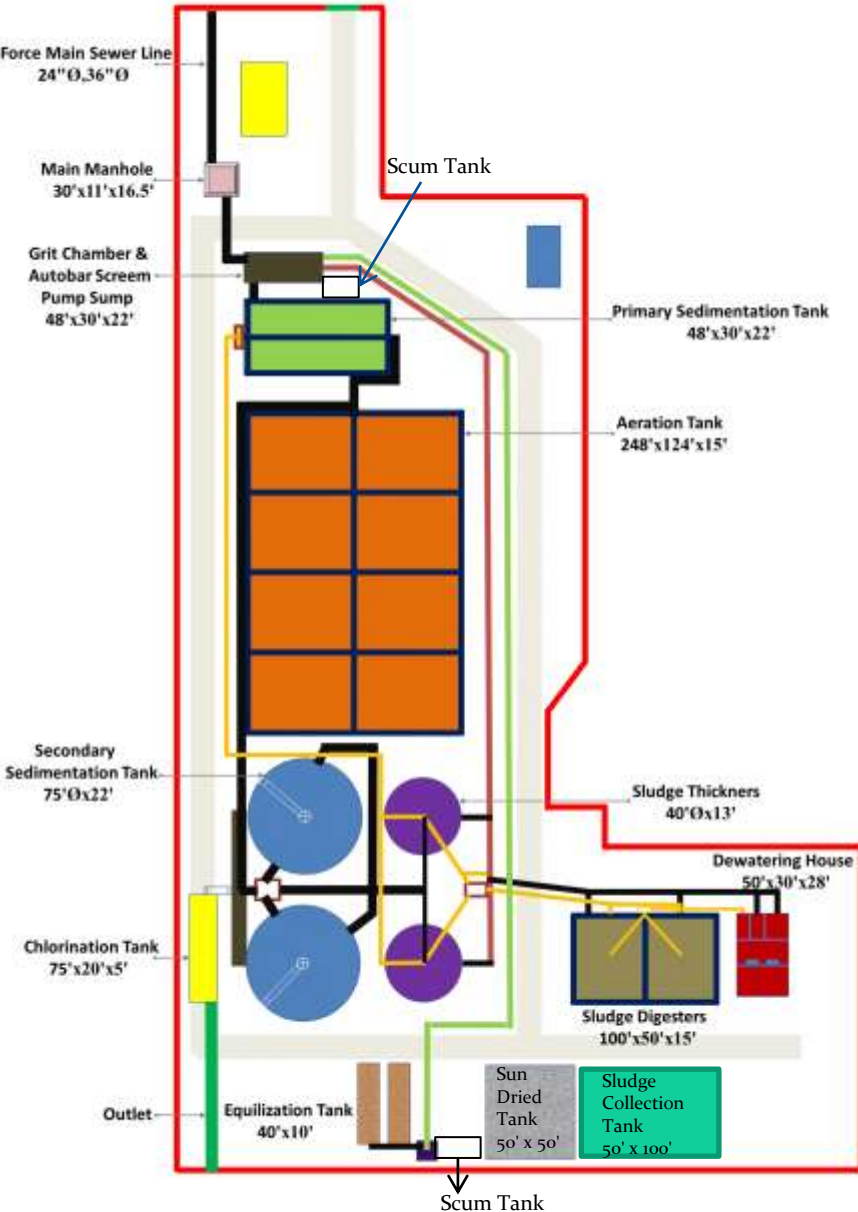 Force Main Sewer Line
24"Ø,36"Ø
Main Manhole
30'x11'x16.5'
Scum Tank
Grit Chamber &
Autobar Screem
Pump Sump
48'x30'x22'
Primary Sedimentation Tank
48'x30'x22'
Aeration Tank
248'x124'x15'
Secondary
Sedimentation Tank
75'Øx22'
Sludge Thickners
40'Øx13'
Dewatering House
50'x30'x28'
Chlorination Tank
75'x20'x5'
Sludge Digesters
100'x50'x15'
Outlet
Equilization Tank
40'x10'
Sun
Dried
Tank
50' x 50'
Sludge
Collection
Tank
50' x 100'
Scum Tank